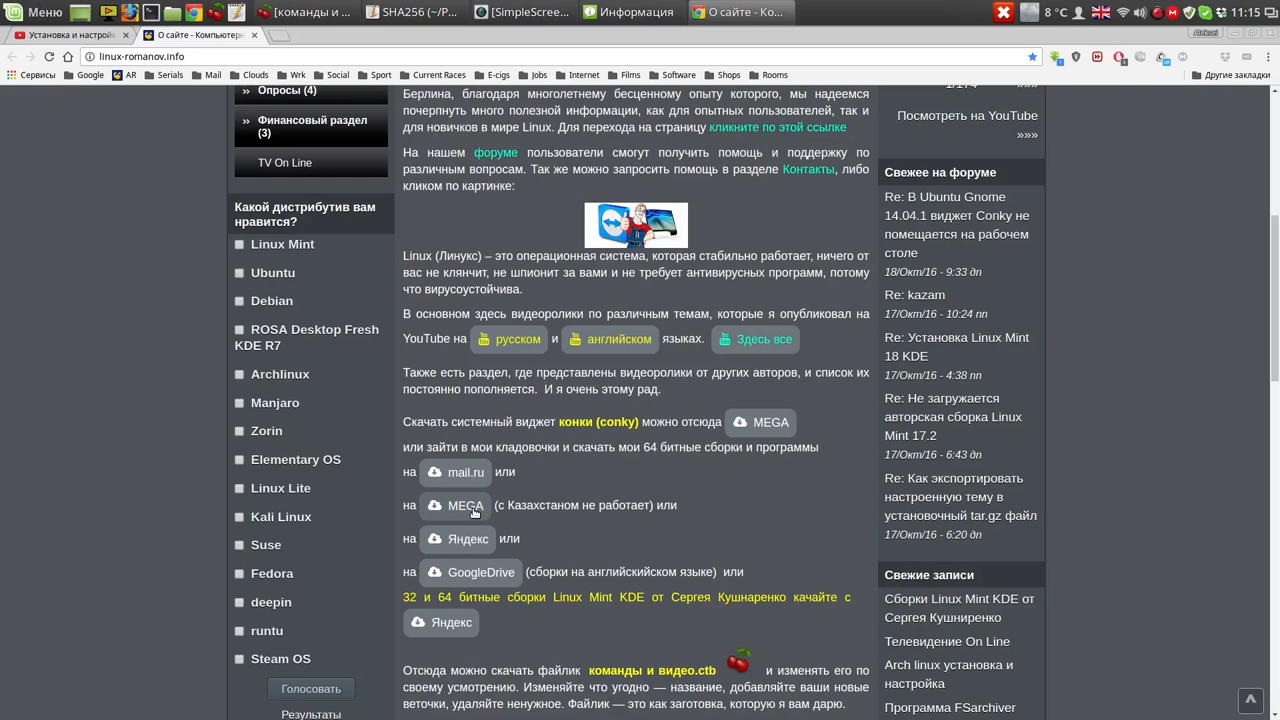 Меню
[команды и ...
SHA256 (~/Р...
[SimpleScree...
Информация
О сайте - Ко...
8 °C
11:15
Установка и настрой
О сайте - Компьютерн
Aleksei
linux-romanov.info
Сервисы
Google
AR
Serials
Mail
Clouds
Wrk
Social
Sport
Current Races
E-cigs
Jobs
Internet
Films
Software
Shops
Rooms
Другие закладки
Опросы (4)
Финансовый раздел
(3)
TV On Line
Какой дистрибутив вам
нравится?
Linux Mint
Ubuntu
Debian
ROSA Desktop Fresh
KDE R7
Archlinux
Manjaro
Zorin
Elementary OS
Linux Lite
Kali Linux
Suse
Fedora
deepin
runtu
Steam OS
Голосовать
Результаты
Берлина, благодаря многолетнему бесценному опыту которого, мы надеемся
почерпнуть много полезной информации, как для опытных пользователей, так и
для новичков в мире Linux. Для перехода на страницу кликните по этой ссылке
На нашем форуме пользователи смогут получить помощь и поддержку по
различным вопросам. Так же можно запросить помощь в разделе Контакты, либо
кликом по картинке:
Linux (Линукс) – это операционная система, которая стабильно работает, ничего от
вас не клянчит, не шпионит за вами и не требует антивирусных программ, потому
что вирусоустойчива.
В основном здесь видеоролики по различным темам, которые я опубликовал на
YouTube на русском и английском языках. Здесь все
Также есть раздел, где представлены видеоролики от других авторов, и список их
постоянно пополняется. И я очень этому рад.
Скачать системный виджет конки (conky) можно отсюда MEGA
или зайти в мои кладовочки и скачать мои 64 битные сборки и программы
на mail.ru или
на MEGA (с Казахстаном не работает) или
на Яндекс или
на GoogleDrive (сборки на английскийском языке) или
32 и 64 битные сборки Linux Mint KDE от Сергея Кушнаренко качайте с
Яндекс
Отсюда можно скачать файлик команды и видео.ctb и изменять его по
своему усмотрению. Изменяйте что угодно — название, добавляйте ваши новые
веточки, удаляйте ненужное. Файлик — это как заготовка, которую я вам дарю.
1/174 »»»
Посмотреть на YouTube
»»»
Свежее на форуме
Re: В Ubuntu Gnome
14.04.1 виджет Conky не
помещается на рабочем
столе
18/Окт/16 - 9:33 дп
Re: kazam
17/Окт/16 - 10:24 пп
Re: Установка Linux Mint
18 KDE
17/Окт/16 - 4:38 пп
Re: Не загружается
авторская сборка Linux
Mint 17.2
17/Окт/16 - 6:43 дп
Re: Как экспортировать
настроенную тему в
установочный tar.gz файл
17/Окт/16 - 6:20 дп
Свежие записи
Сборки Linux Mint KDE от
Сергея Кушниренко
Телевидение On Line
Arch linux установка и
настройка
Программа FSarchiver